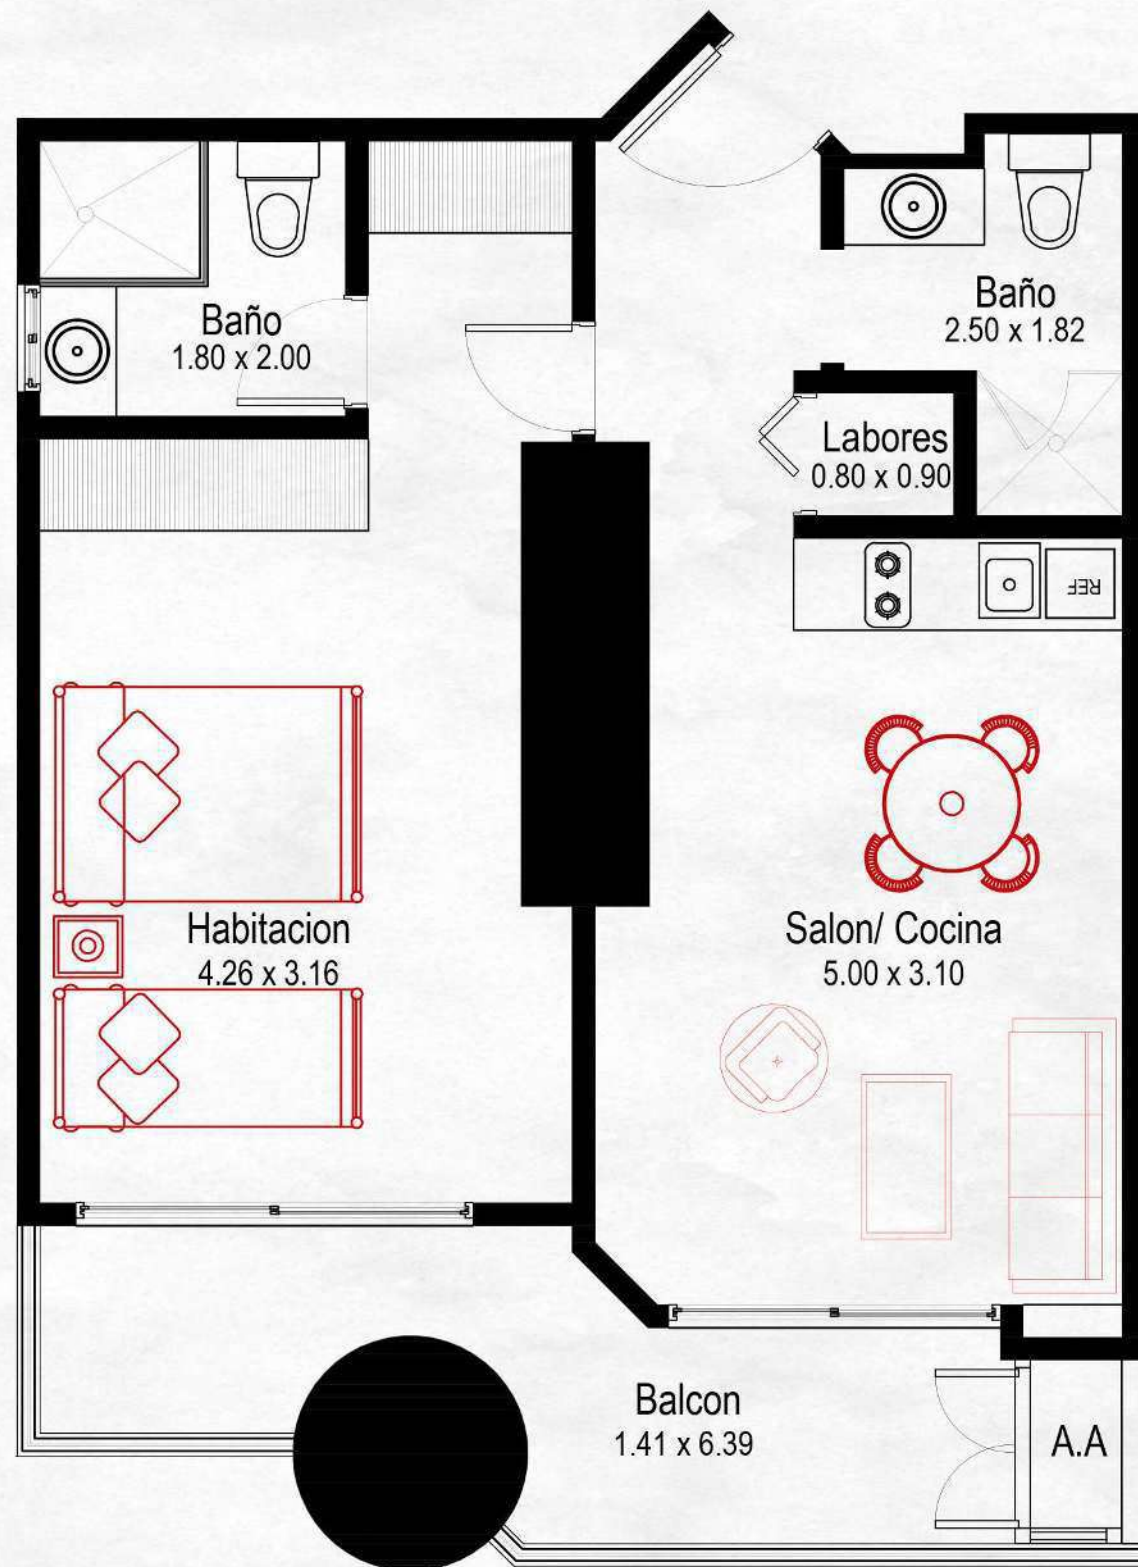 Baño
1.80 x 2.00
Baño
2.50 x 1.82
Labores
0.80 x 0.90
REF
Habitacion
4.26 x 3.16
Salon/ Cocina
5.00 x 3.10
Balcon
1.41 x 6.39
A.A